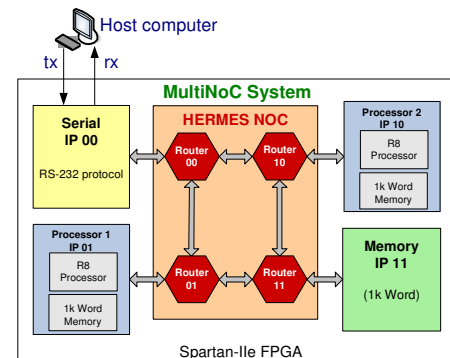 Host computer
tx
rx
MultiNoC System
Serial
IP 00
RS-232 protocol
HERMES NOC
Router
00
Router
10
Router
01
Router
11
Processor 2
IP 10
R8
Processor
1k Word
Memory
Processor 1
IP 01
R8
Processor
1k Word
Memory
Memory
IP 11
(1k Word)
Spartan-IIe FPGA